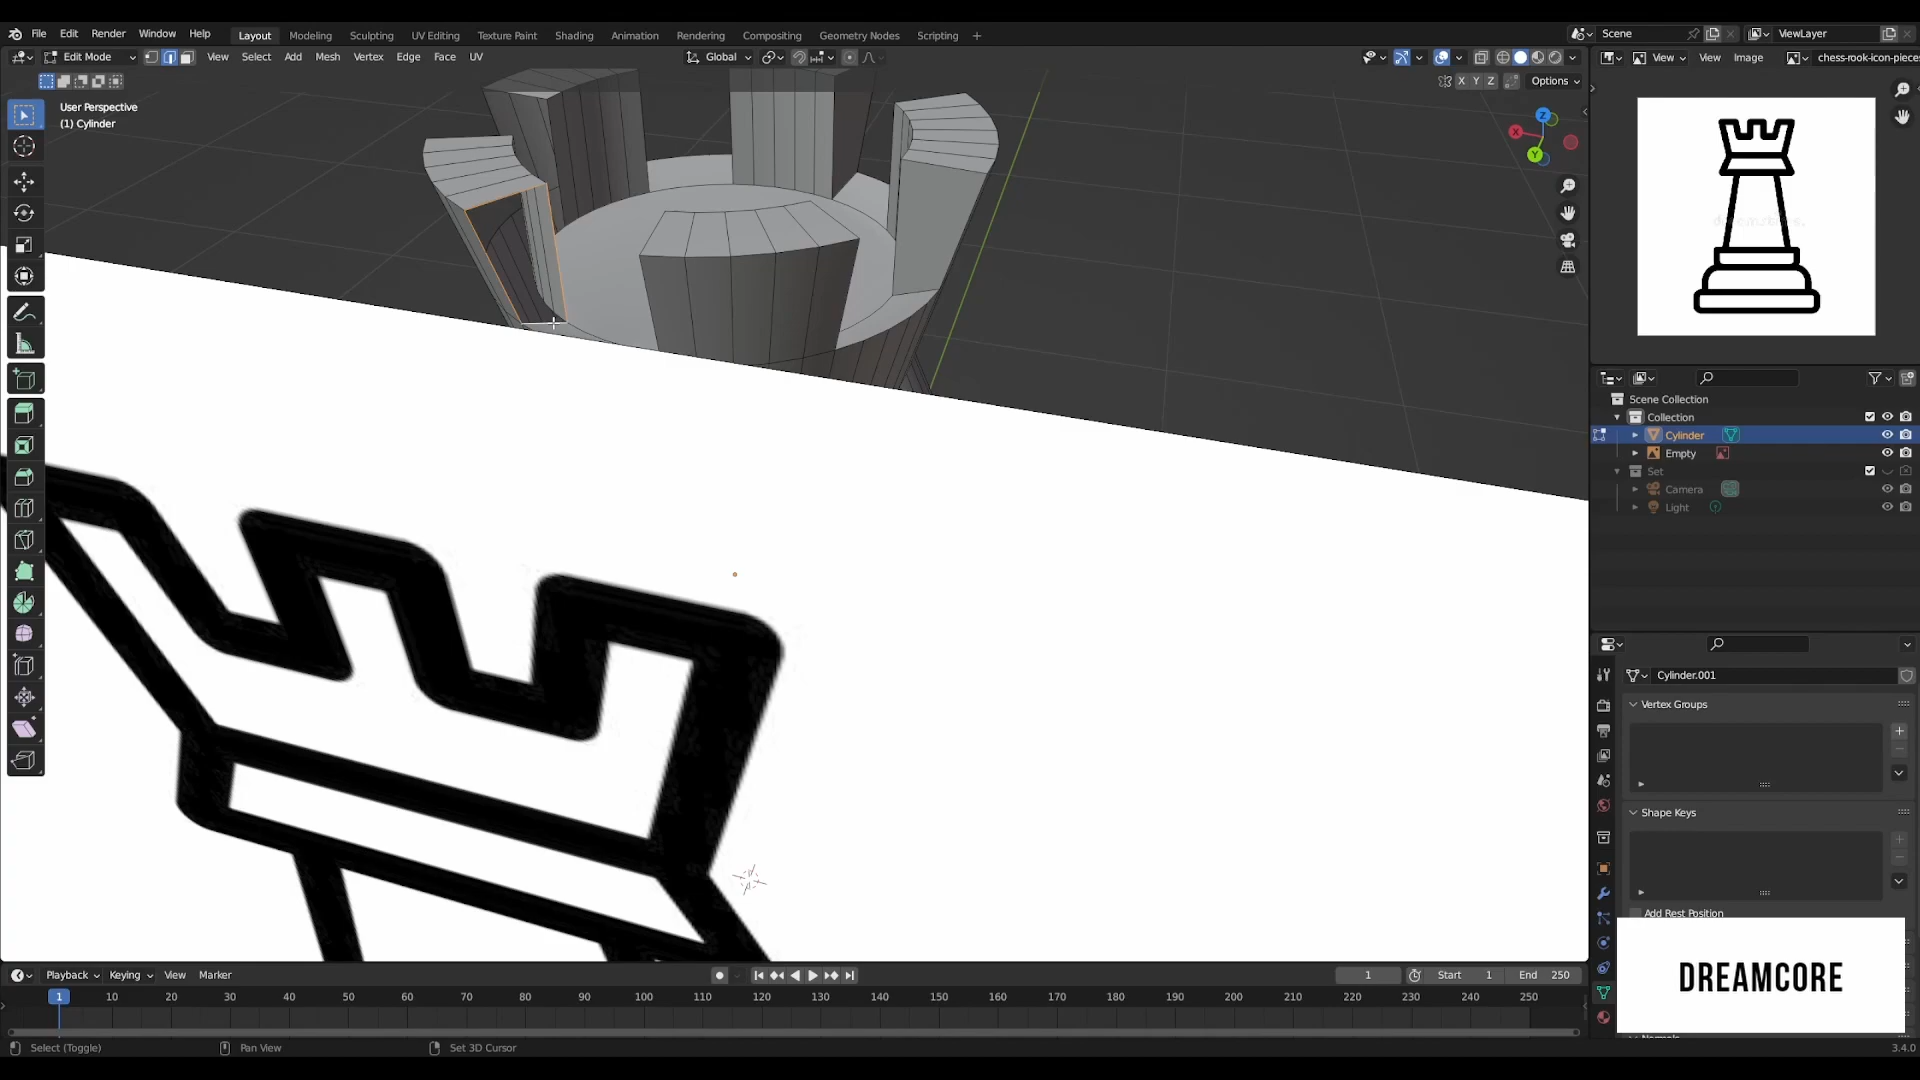 File Edit Render Window Help
Layout Modeling Sculpting UV Editing Texture Paint Shading Animation Rendering Compositing Geometry Nodes Scripting +
Scene
ViewLayer
Edit Mode
View Select Add Mesh Vertex Edge Face UV
Global
View View Image
chess-rook-icon-pieces
X Y Z
Options
User Perspective
(1) Cylinder
Z
X
Y
Scene Collection
Collection
Cylinder
Empty
Set
Camera
Light
Cylinder.001
Vertex Groups
Shape Keys
Add Rest Position
DREAMCORE
Playback Keying View Marker
1
Start 1
End 250
1 10 20 30 40 50 60 70 80 90 100 110 120 130 140 150 160 170 180 190 200 210 220 230 240 250
Select (Toggle)
Pan View
Set 3D Cursor
3.4.0